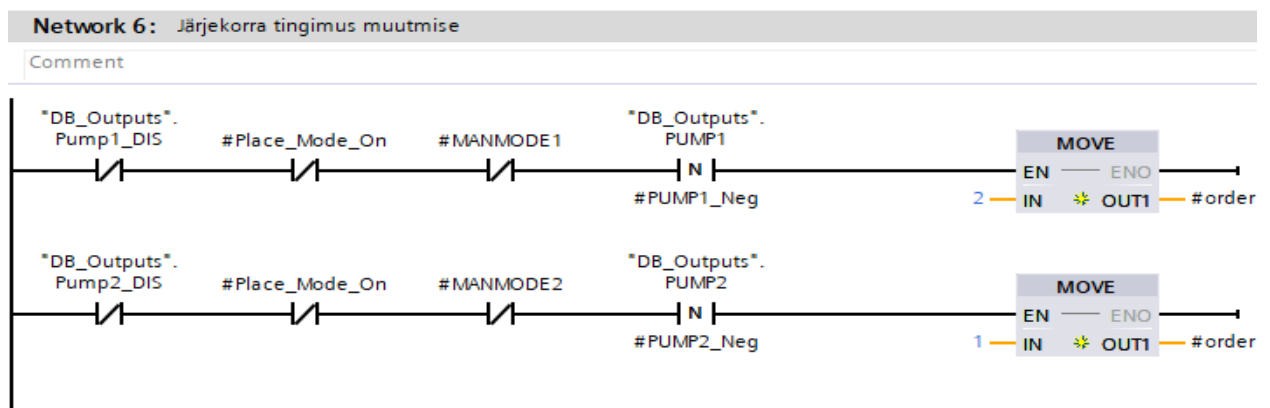 Network 6: Järjekorra tingimus muutmise
Comment
"DB_Outputs".
Pump1_DIS
#Place_Mode_On
#MANMODE1
"DB_Outputs".
PUMP1
N
#PUMP1_Neg
MOVE
EN ENO
2 IN OUT1 #order
"DB_Outputs".
Pump2_DIS
#Place_Mode_On
#MANMODE2
"DB_Outputs".
PUMP2
N
#PUMP2_Neg
MOVE
EN ENO
1 IN OUT1 #order